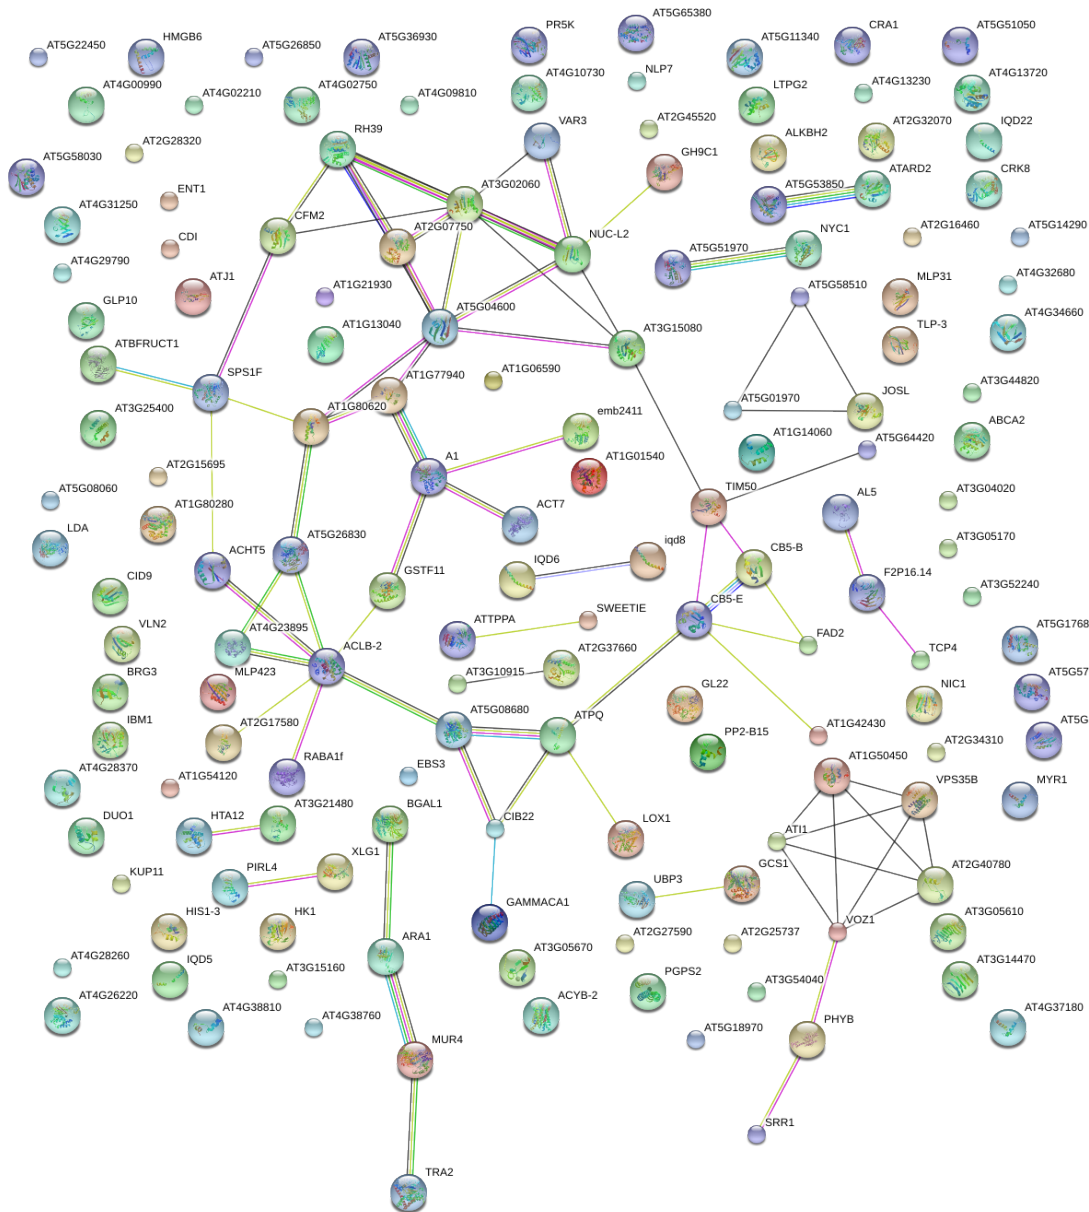 AT5G22450
HMGB6
AT5G26850
AT5G36930
PR5K
AT5G65380
AT5G11340
CRA1
AT5G51050
AT4G00990
AT4G02210
AT4G02750
AT4G09810
AT4G10730
NLP7
LTPG2
AT4G13230
AT4G13720
AT5G58030
AT2G28320
RH39
VAR3
AT2G45520
ALKBH2
AT2G32070
IQD22
AT4G31250
ENT1
AT3G02060
GH9C1
AT5G53850
ATARD2
CRK8
AT4G29790
CDI
CFM2
AT2G07750
NUC-L2
AT5G51970
NYC1
AT2G16460
AT5G14290
GLP10
ATJ1
AT1G21930
AT5G04600
AT5G58510
MLP31
AT4G32680
ATBFRUCT1
AT1G13040
AT3G15080
TLP-3
AT4G34660
SPS1F
AT1G77940
AT1G06590
AT3G25400
AT1G80620
emb2411
AT5G01970
JOSL
AT3G44820
AT2G15695
A1
AT1G01540
AT1G14060
AT5G64420
ABCA2
AT5G08060
AT1G80280
ACT7
TIM50
AL5
AT3G04020
LDA
ACHT5
AT5G26830
IQD6
iqd8
CB5-B
AT3G05170
CID9
GSTF11
CB5-E
F2P16.14
AT3G52240
VLN2
AT4G23895
ACLB-2
ATTPPA
SWEETIE
FAD2
TCP4
AT5G1768
BRG3
MLP423
AT3G10915
AT2G37660
NIC1
AT5G57
IBM1
AT2G17580
AT5G08680
ATPQ
GL22
AT1G42430
AT5G
AT4G28370
AT1G54120
RABA1f
EBS3
PP2-B15
AT1G50450
AT2G34310
DUO1
HTA12
AT3G21480
BGAL1
CIB22
LOX1
ATI1
VPS35B
MYR1
KUP11
PIRL4
XLG1
UBP3
GCS1
AT2G40780
HIS1-3
HK1
GAMMACA1
AT2G27590
AT2G25737
VOZ1
AT3G05610
AT4G28260
IQD5
AT3G15160
ARA1
AT3G05670
PGPS2
AT3G54040
AT3G14470
AT4G26220
AT4G38810
AT4G38760
ACYB-2
AT5G18970
PHYB
AT4G37180
MUR4
SRR1
TRA2